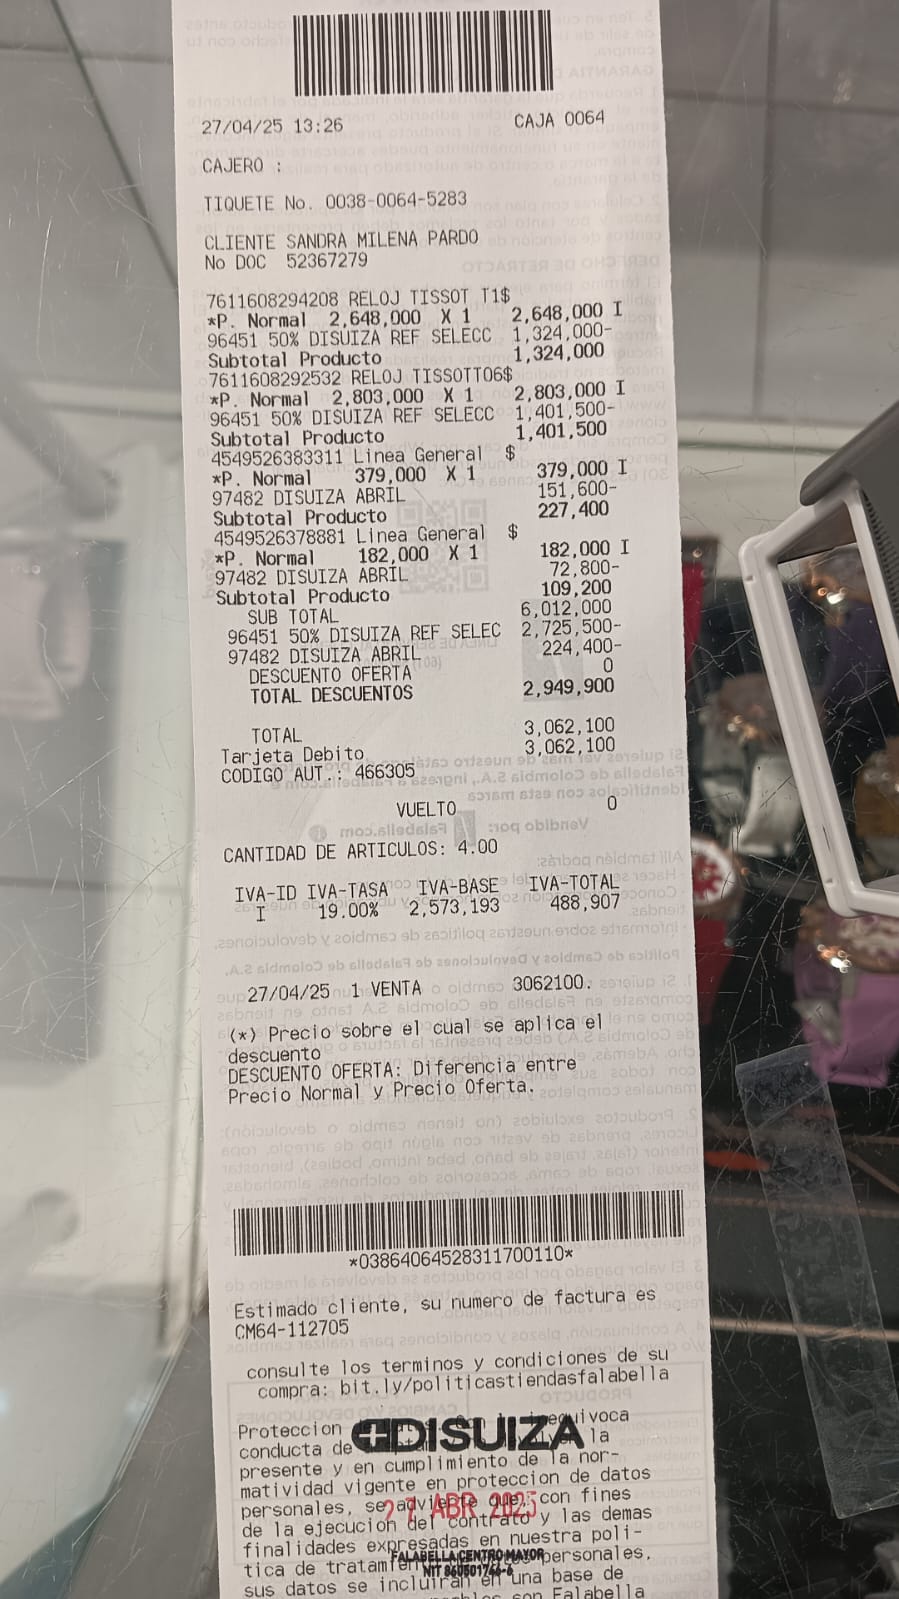 27/04/25 13:26 CAJA 0064
CAJERO :
TIQUETE No. 0038-0064-5283
CLIENTE SANDRA MILENA PARDO
No DOC 52367279
7611608294208 RELOJ TISSOT T1$
*P. Normal 2,648,000 X 1 2,648,000 I
96451 50% DISUIZA REF SELECC 1,324,000-
Subtotal Producto 1,324,000
7611608292532 RELOJ TISSOTT06$
*P. Normal 2,803,000 X 1 2,803,000 I
96451 50% DISUIZA REF SELECC 1,401,500-
Subtotal Producto 1,401,500
4549526383311 Linea General $
*P. Normal 379,000 X 1 379,000 I
97482 DISUIZA ABRIL 151,600-
Subtotal Producto 227,400
4549526378881 Linea General $
*P. Normal 182,000 X 1 182,000 I
97482 DISUIZA ABRIL 72,800-
Subtotal Producto 109,200
SUB TOTAL 6,012,000
96451 50% DISUIZA REF SELEC 2,725,500-
97482 DISUIZA ABRIL 224,400-
DESCUENTO OFERTA 0
TOTAL DESCUENTOS 2,949,900
TOTAL 3,062,100
Tarjeta Debito 3,062,100
CODIGO AUT.: 466305
VUELTO 0
CANTIDAD DE ARTICULOS: 4.00
IVA-ID IVA-TASA IVA-BASE IVA-TOTAL
I 19.00% 2,573,193 488,907
27/04/25 1 VENTA 3062100.
(*) Precio sobre el cual se aplica el
descuento
DESCUENTO OFERTA: Diferencia entre
Precio Normal y Precio Oferta.
*03864064528311700110*
Estimado cliente, su numero de factura es
CM64-112705
consulte los terminos y condiciones de su
compra: bit.ly/politicastiendasfalabella
Proteccion
DISUIZA
conducta de la
presente y en cumplimiento de la nor-
matividad vigente en proteccion de datos
personales, se advierte que, con fines
27 ABR 2025
de la ejecucion del contrato y las demas
finalidades expresadas en nuestra poli-
tica de personales,
FALABELLA CENTRO MAYOR
NIT 860501746-6
sus datos se incluiran en una base de
con Falabella